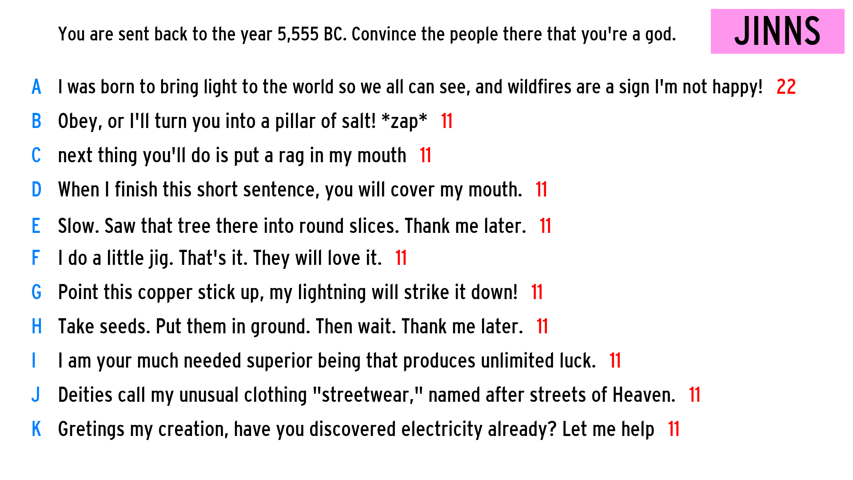 You are sent back to the year 5,555 BC. Convince the people there that you're a god.
JINNS
A I was born to bring light to the world so we all can see, and wildfires are a sign I'm not happy! 22
B Obey, or I'll turn you into a pillar of salt! *zap* 11
C next thing you'll do is put a rag in my mouth 11
D When I finish this short sentence, you will cover my mouth. 11
E Slow. Saw that tree there into round slices. Thank me later. 11
F I do a little jig. That's it. They will love it. 11
G Point this copper stick up, my lightning will strike it down! 11
H Take seeds. Put them in ground. Then wait. Thank me later. 11
I I am your much needed superior being that produces unlimited luck. 11
J Deities call my unusual clothing "streetwear," named after streets of Heaven. 11
K Gretings my creation, have you discovered electricity already? Let me help 11